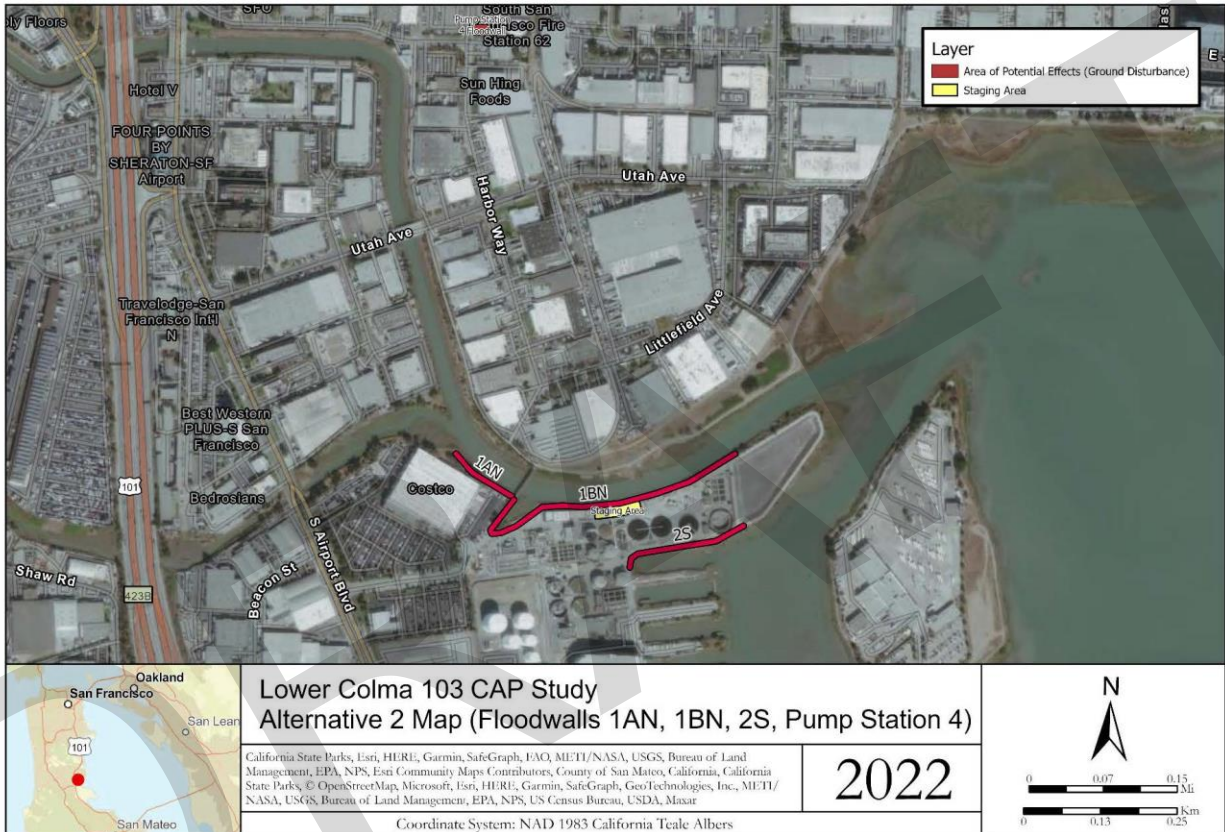 oly Floors
SFO
South San
isco Fire
Station 62
Pump Station
4 Floodwall
Hotel V
Sun Hing
Foods
FOUR POINTS
BY
SHERATON-SF
Airport
Utah Ave
Harbor Way
Utah Ave
Travelodge-San
Francisco Int'l
N
Littlefield Ave
Best Western
PLUS-S San
Francisco
101
Bedrosians
Costco
1AN
1BN
Staging Area
2S
S Airport Blvd
Beacon St
Shaw Rd
423B
Layer
Area of Potential Effects (Ground Disturbance)
Staging Area
Oakland
San Francisco
San Lean
101
San Mateo
Lower Colma 103 CAP Study
Alternative 2 Map (Floodwalls 1AN, 1BN, 2S, Pump Station 4)
California State Parks, Esri, HERE, Garmin, SafeGraph, FAO, METI/NASA, USGS, Bureau of Land
Management, EPA, NPS, Esri Community Maps Contributors, County of San Mateo, California, California
State Parks, © OpenStreetMap, Microsoft, Esri, HERE, Garmin, SafeGraph, GeoTechnologies, Inc., METI/
NASA, USGS, Bureau of Land Management, EPA, NPS, US Census Bureau, USDA, Maxar
2022
Coordinate System: NAD 1983 California Teale Albers
N
0 0.07 0.15
Mi
Km
0 0.13 0.25